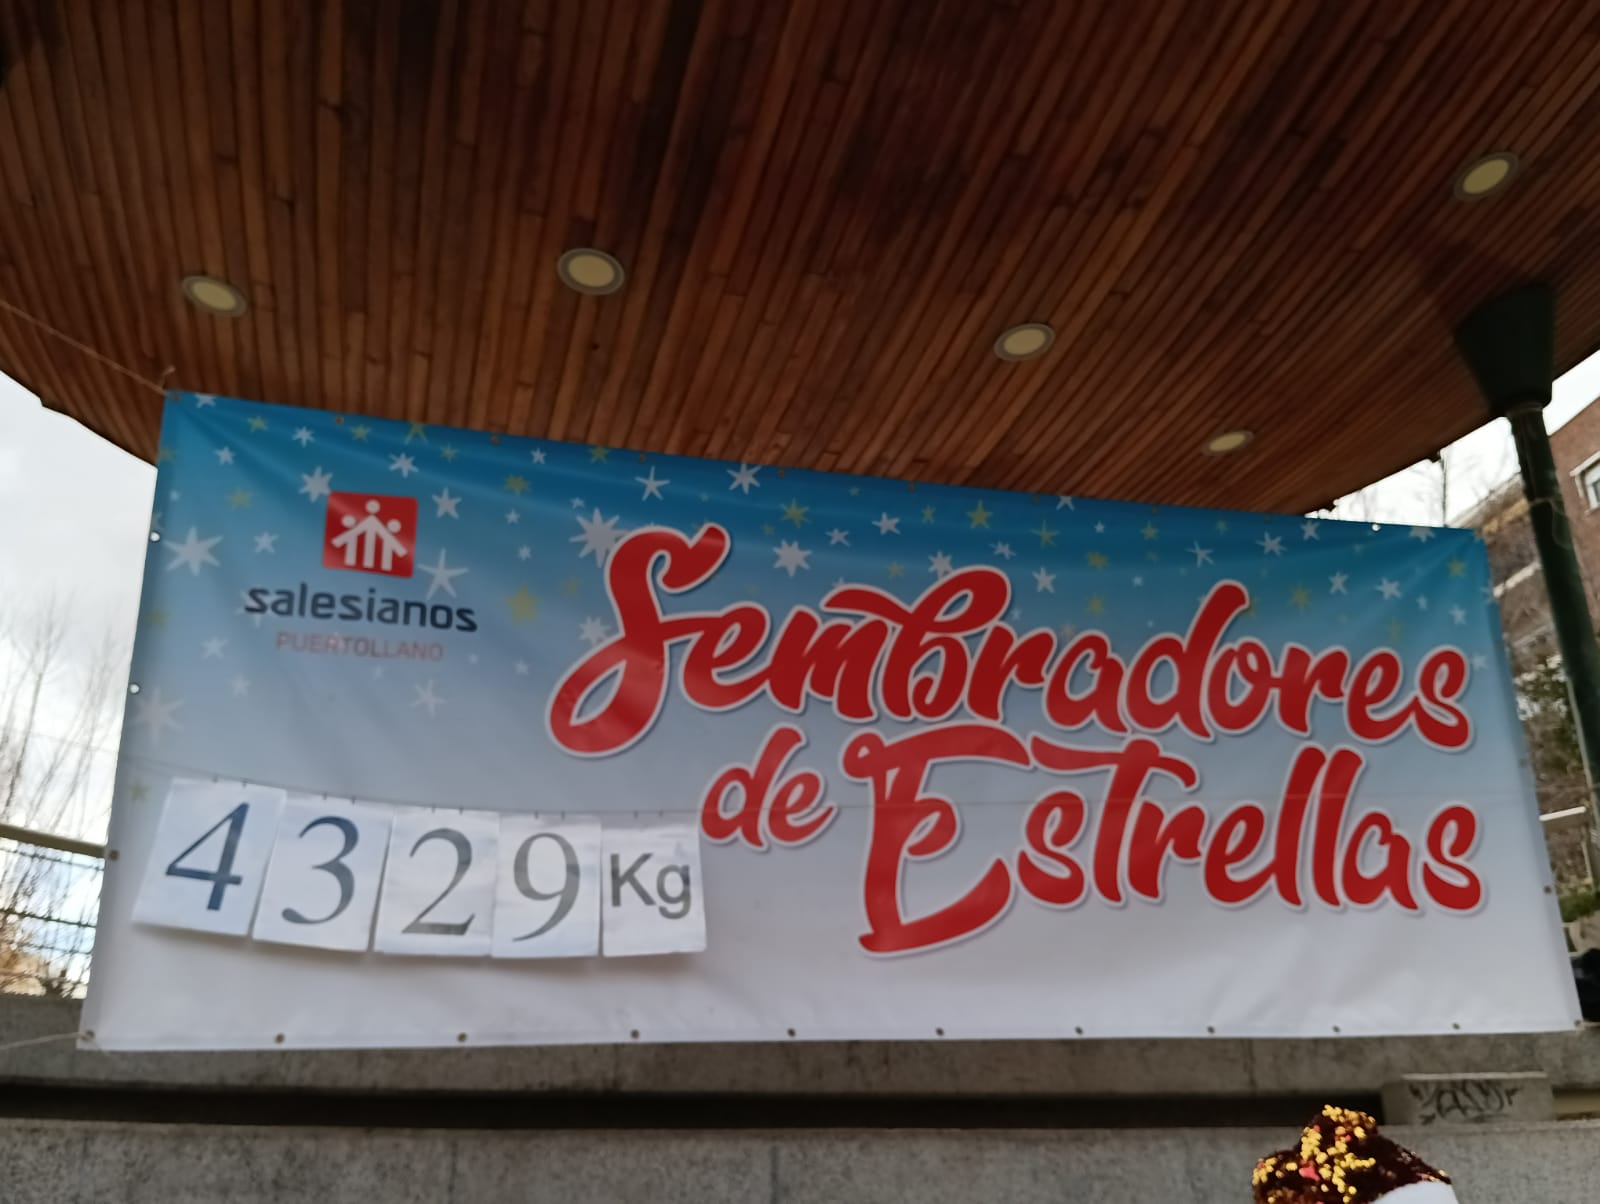 salesianos
PUERTOLLANO
Sembradores
de Estrellas
4329 Kg